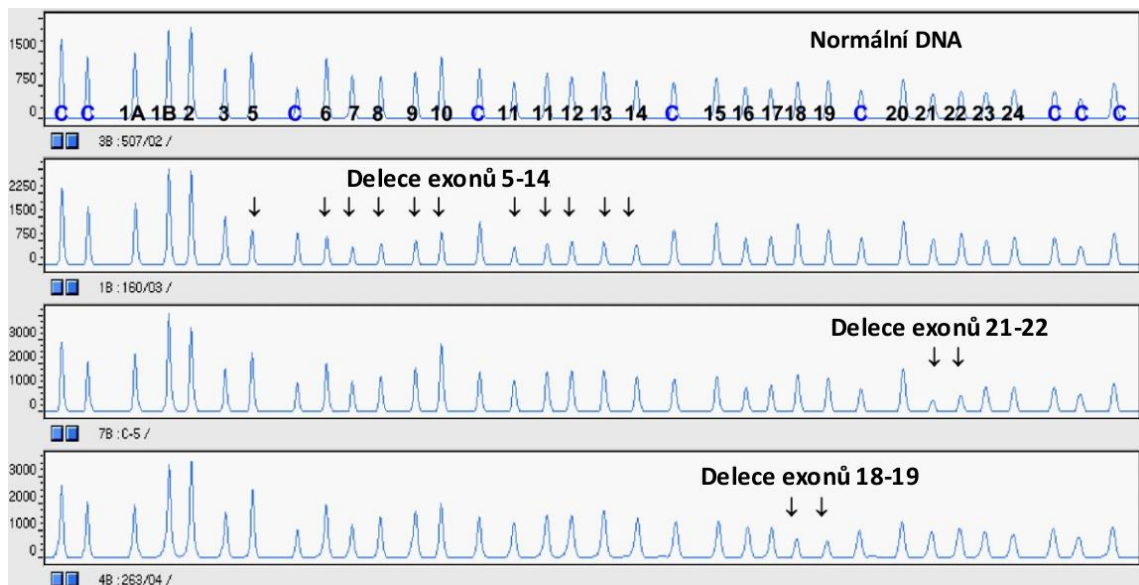 Normální DNA
1500
750
0
C C 1A 1B 2 3 5 C 6 7 8 9 10 C 11 11 12 13 14 C 15 16 17 18 19 C 20 21 22 23 24 C C C
3B : 507/02 /
Delece exonů 5-14
2250
1500
750
0
1B : 160/03 /
Delece exonů 21-22
3000
2000
1000
0
7B : C-5 /
Delece exonů 18-19
3000
2000
1000
0
4B : 263/04 /